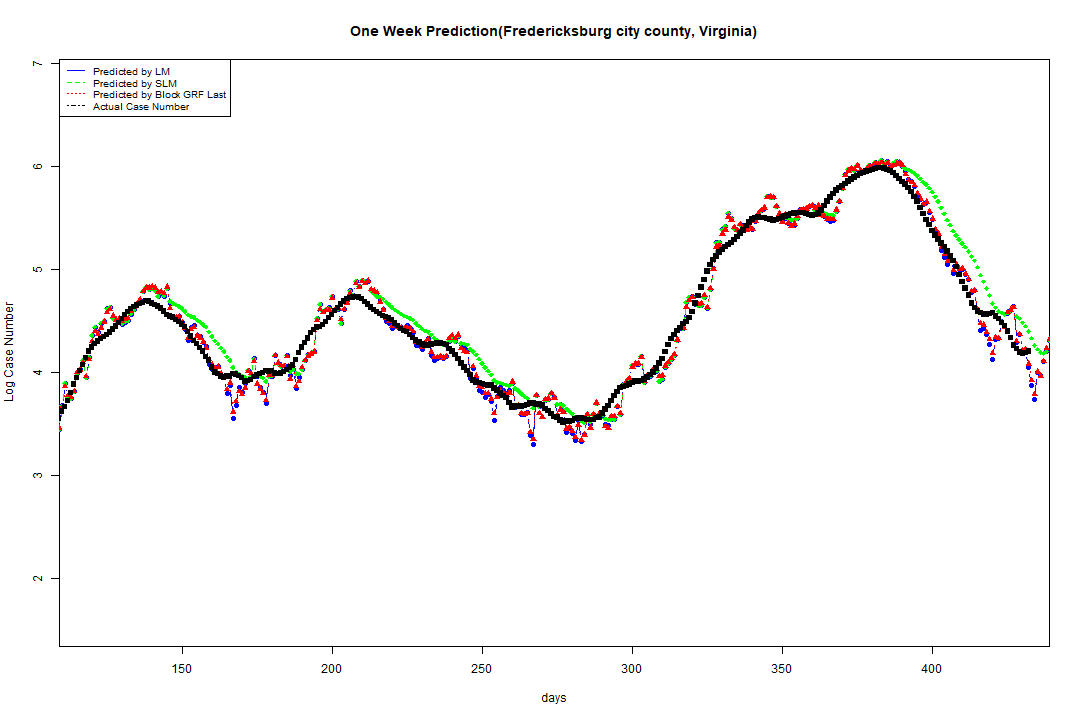 One Week Prediction(Fredericksburg city county, Virginia)
Predicted by LM
Predicted by SLM
Predicted by Block GRF Last
Actual Case Number
Log Case Number
7
6
5
4
3
2
150 200 250 300 350 400
days